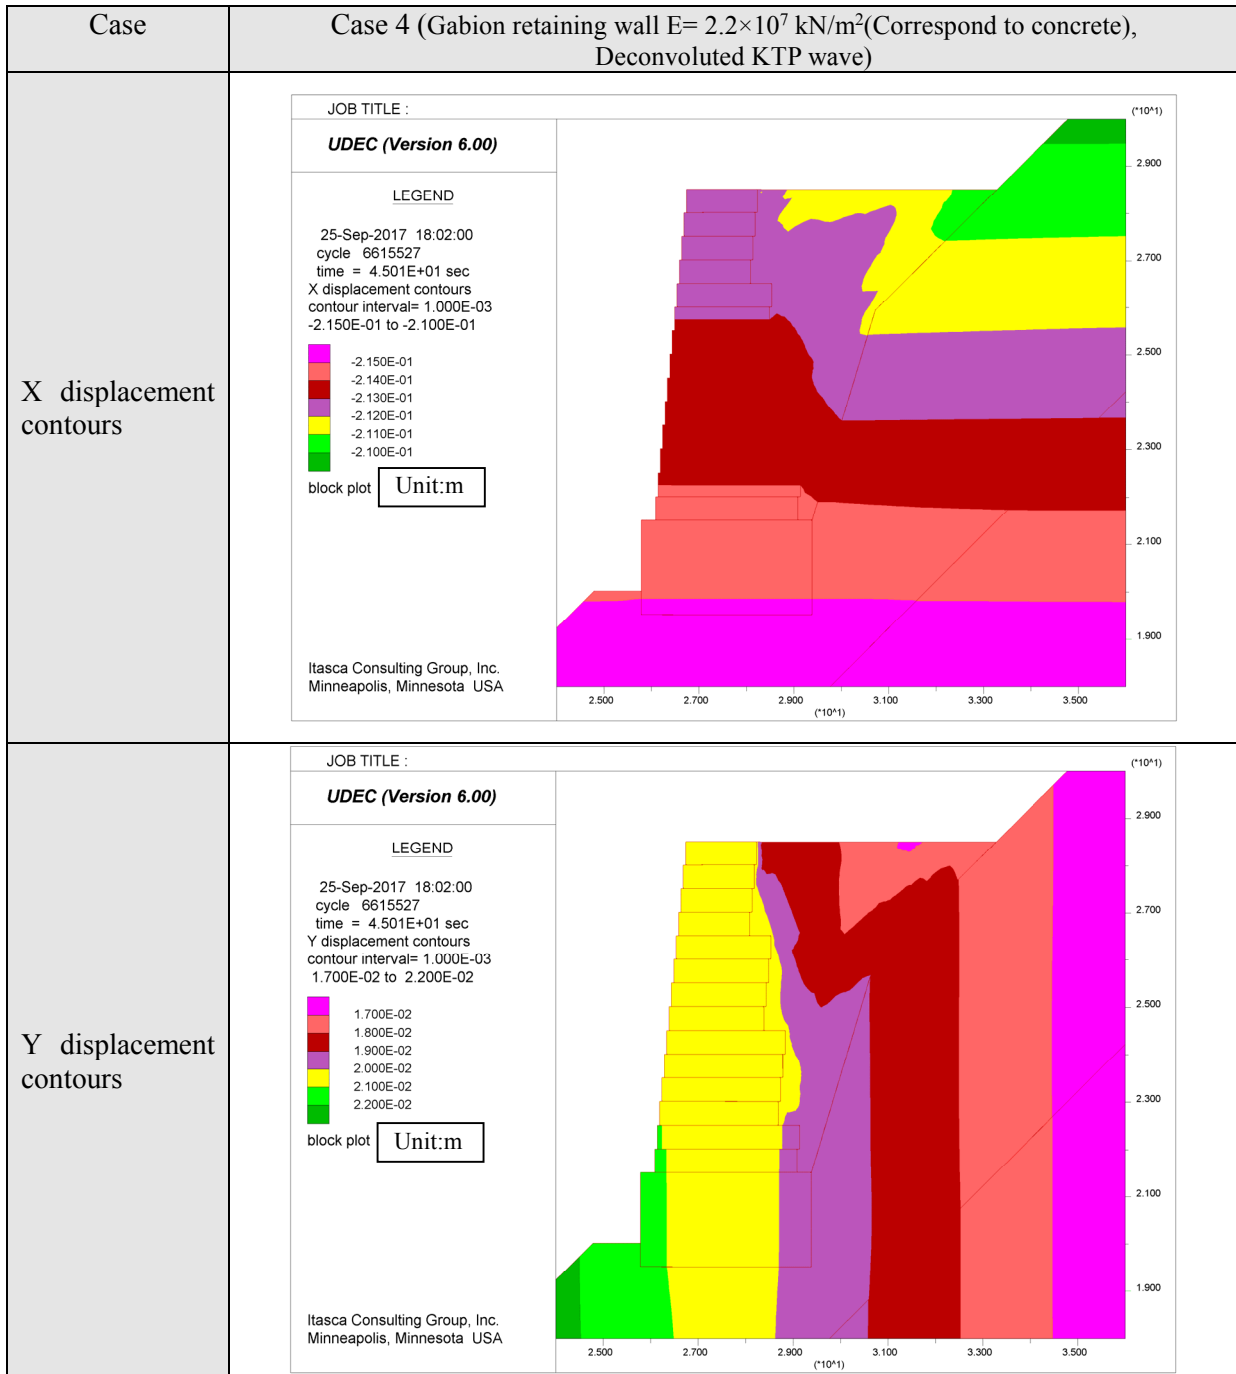 Case
Case 4 (Gabion retaining wall E= 2.2×10⁷ kN/m²(Correspond to concrete),
Deconvoluted KTP wave)
X displacement
contours
JOB TITLE :
(*10^1)
UDEC (Version 6.00)
LEGEND
25-Sep-2017 18:02:00
cycle 6615527
time = 4.501E+01 sec
X displacement contours
contour interval= 1.000E-03
-2.150E-01 to -2.100E-01
-2.150E-01
-2.140E-01
-2.130E-01
-2.120E-01
-2.110E-01
-2.100E-01
block plot
Unit:m
Itasca Consulting Group, Inc.
Minneapolis, Minnesota USA
2.900
2.700
2.500
2.300
2.100
1.900
2.500 2.700 2.900 3.100 3.300 3.500
(*10^1)
Y displacement
contours
JOB TITLE :
(*10^1)
UDEC (Version 6.00)
LEGEND
25-Sep-2017 18:02:00
cycle 6615527
time = 4.501E+01 sec
Y displacement contours
contour interval= 1.000E-03
1.700E-02 to 2.200E-02
1.700E-02
1.800E-02
1.900E-02
2.000E-02
2.100E-02
2.200E-02
block plot
Unit:m
Itasca Consulting Group, Inc.
Minneapolis, Minnesota USA
2.900
2.700
2.500
2.300
2.100
1.900
2.500 2.700 2.900 3.100 3.300 3.500
(*10^1)